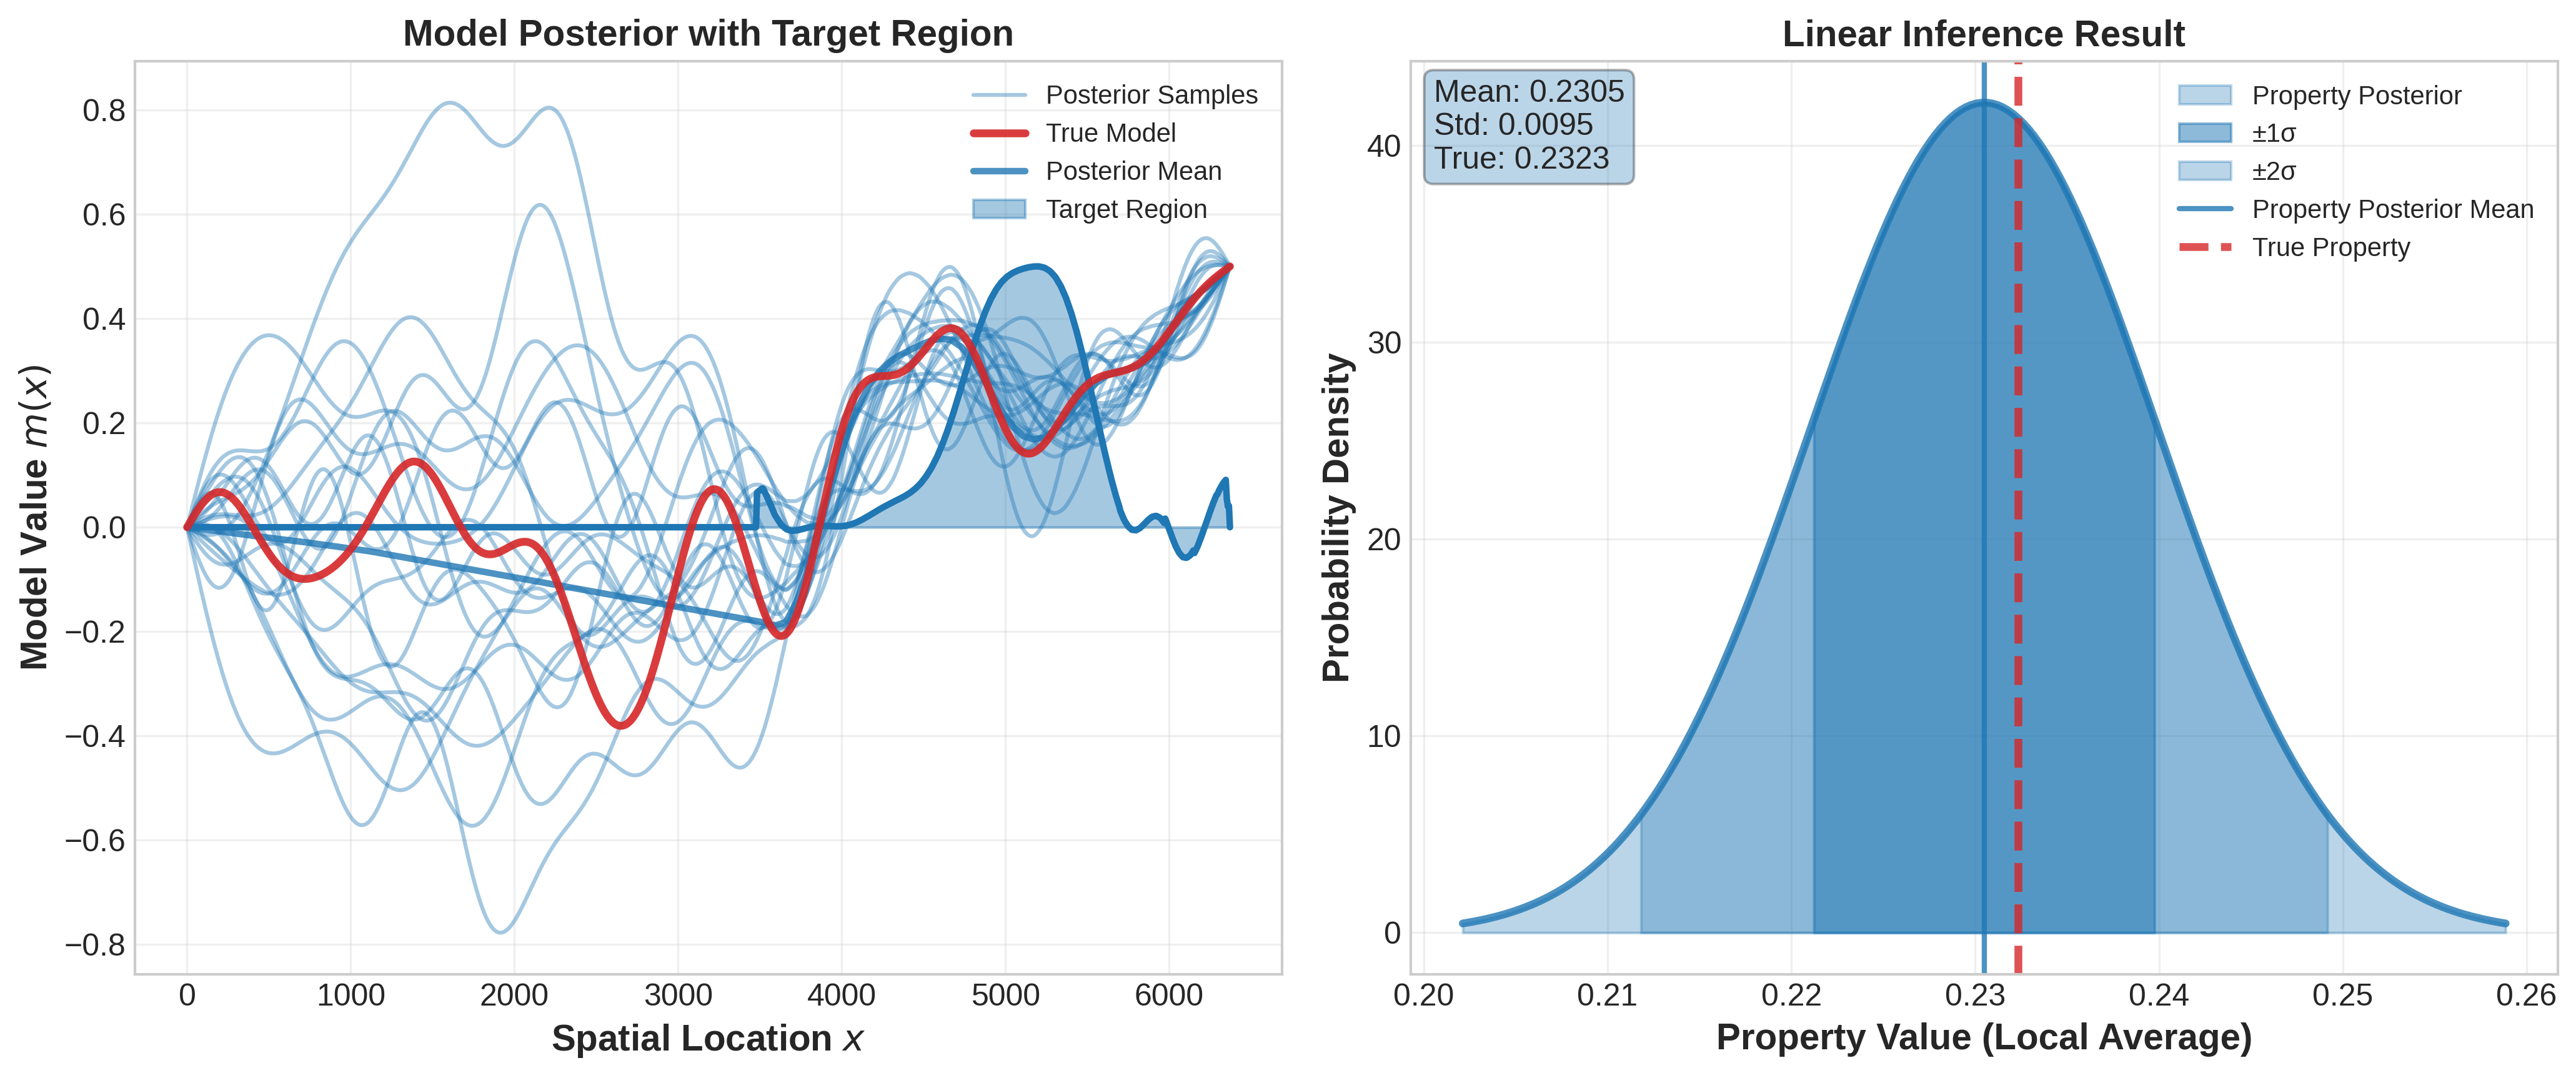 Model Posterior with Target Region
Posterior Samples
True Model
Posterior Mean
Target Region
0.8
0.6
0.4
0.2
0.0
−0.2
−0.4
−0.6
−0.8
Model Value m(x)
0 1000 2000 3000 4000 5000 6000
Spatial Location x
Linear Inference Result
Mean: 0.2305
Std: 0.0095
True: 0.2323
Property Posterior
±1σ
±2σ
Property Posterior Mean
True Property
40
30
20
10
0
Probability Density
0.20 0.21 0.22 0.23 0.24 0.25 0.26
Property Value (Local Average)